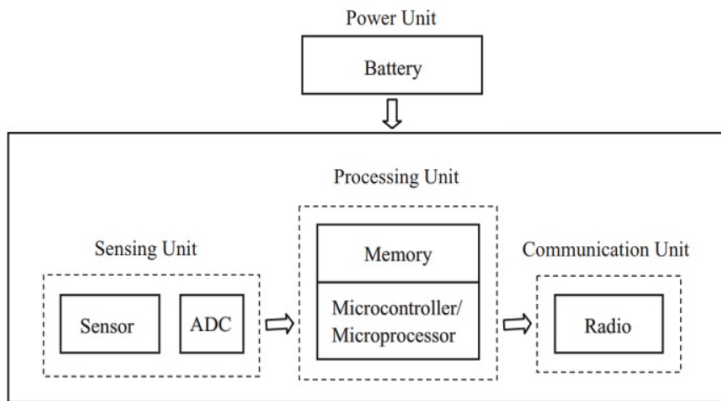 Power Unit
Battery
Processing Unit
Sensing Unit
Communication Unit
Memory
Sensor
ADC
Microcontroller/
Microprocessor
Radio